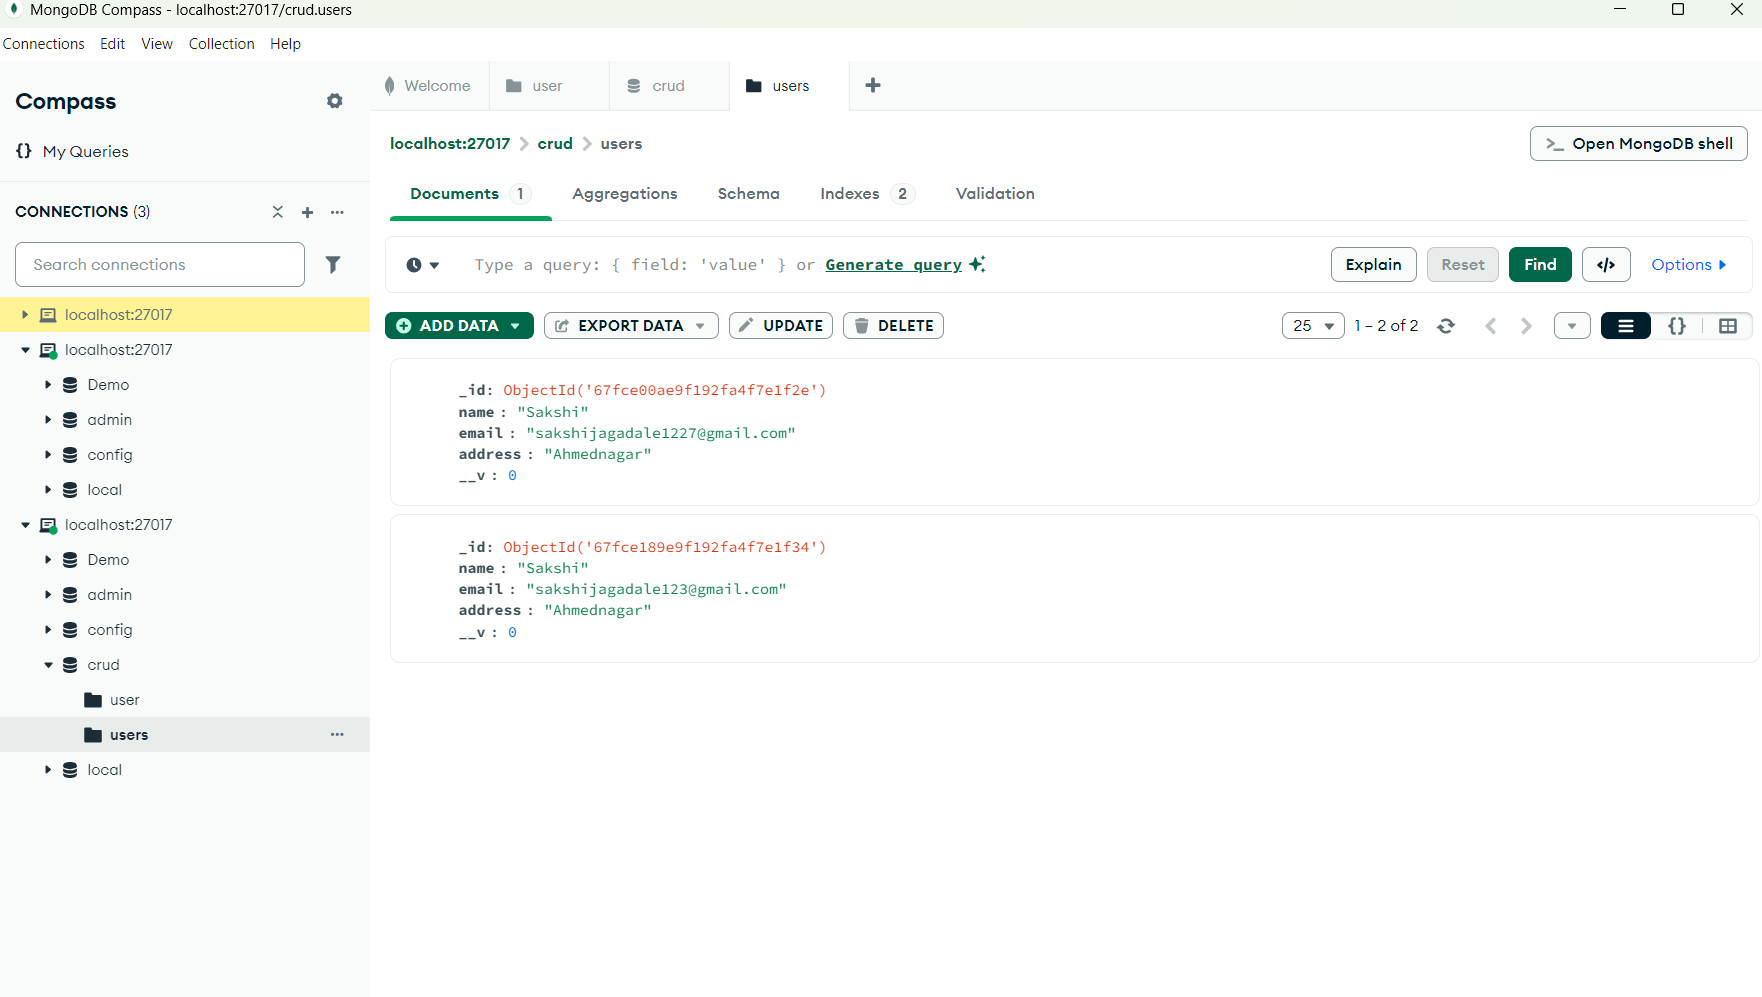 MongoDB Compass - localhost:27017/crud.users
Connections Edit View Collection Help
Compass
{} My Queries
CONNECTIONS (3)
Search connections
localhost:27017
localhost:27017
Demo
admin
config
local
localhost:27017
Demo
admin
config
crud
user
users
local
Welcome user crud users
localhost:27017 > crud > users
>_ Open MongoDB shell
Documents 1 Aggregations Schema Indexes 2 Validation
Type a query: { field: 'value' } or Generate query
Explain Reset Find </> Options
ADD DATA EXPORT DATA UPDATE DELETE
25 1 – 2 of 2 {}
_id: ObjectId('67fce00ae9f192fa4f7e1f2e')
name : "Sakshi"
email : "sakshijagadale1227@gmail.com"
address : "Ahmednagar"
__v : 0
_id: ObjectId('67fce189e9f192fa4f7e1f34')
name : "Sakshi"
email : "sakshijagadale123@gmail.com"
address : "Ahmednagar"
__v : 0